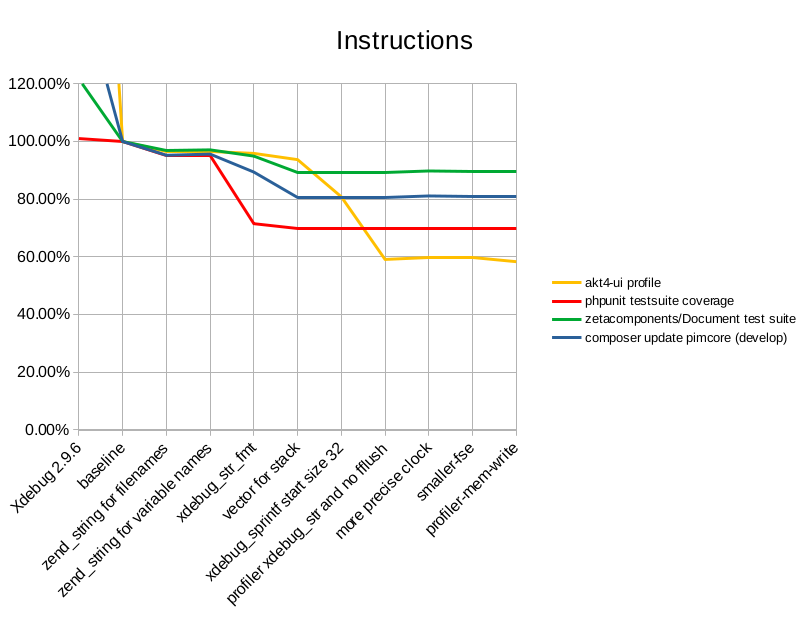 Instructions
120.00%
100.00%
80.00%
60.00%
40.00%
20.00%
0.00%
Xdebug 2.9.6
baseline
zend_string for filenames
zend_string for variable names
xdebug_str_fmt
vector for stack
xdebug_sprintf start size 32
profiler xdebug_str and no fflush
more precise clock
smaller-fse
profiler-mem-write
akt4-ui profile
phpunit testsuite coverage
zetacomponents/Document test suite
composer update pimcore (develop)